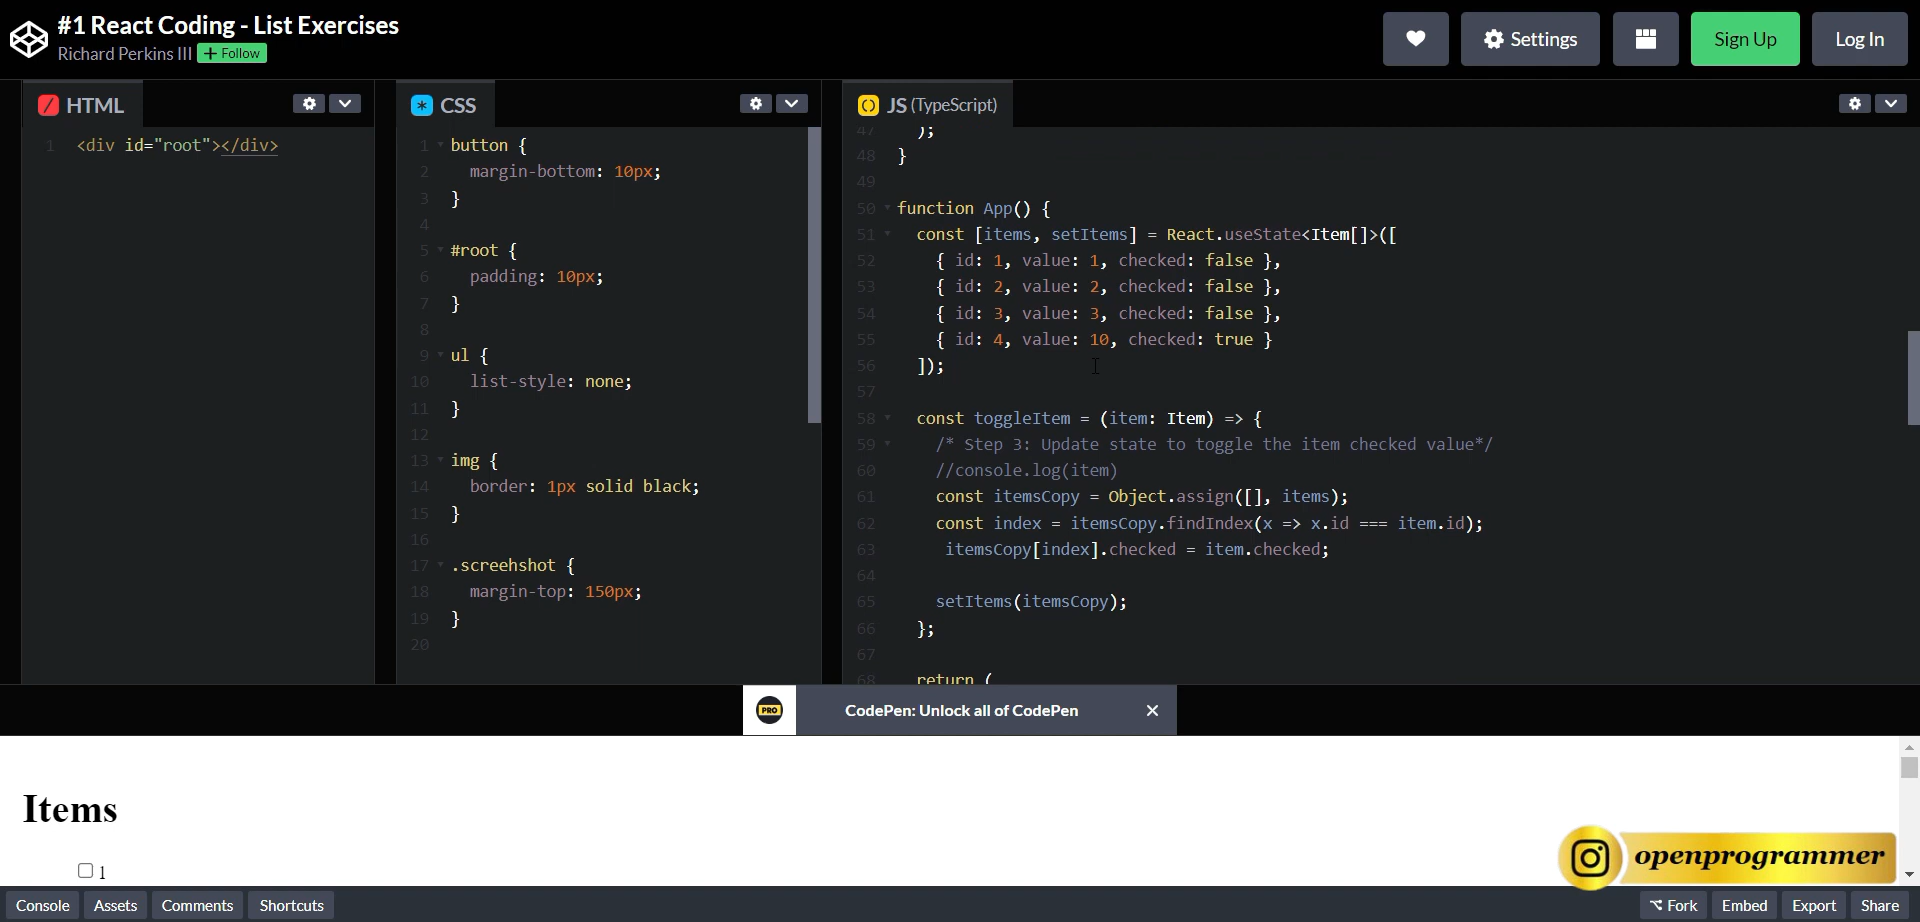 #1 React Coding - List Exercises
Richard Perkins III + Follow
Settings
Sign Up
Log In
HTML
1 <div id="root"></div>
CSS
1 button {
2 margin-bottom: 10px;
3 }
4
5 #root {
6 padding: 10px;
7 }
8
9 ul {
10 list-style: none;
11 }
12
13 img {
14 border: 1px solid black;
15 }
16
17 .screehshot {
18 margin-top: 150px;
19 }
20
JS (TypeScript)
47 );
48 }
49
50 function App() {
51 const [items, setItems] = React.useState<Item[]>([
52 { id: 1, value: 1, checked: false },
53 { id: 2, value: 2, checked: false },
54 { id: 3, value: 3, checked: false },
55 { id: 4, value: 10, checked: true }
56 ]);
57
58 const toggleItem = (item: Item) => {
59 /* Step 3: Update state to toggle the item checked value*/
60 //console.log(item)
61 const itemsCopy = Object.assign([], items);
62 const index = itemsCopy.findIndex(x => x.id === item.id);
63 itemsCopy[index].checked = item.checked;
64
65 setItems(itemsCopy);
66 };
67
68 return (
PRO
CodePen: Unlock all of CodePen
Items
1
openprogrammer
Console
Assets
Comments
Shortcuts
Fork
Embed
Export
Share